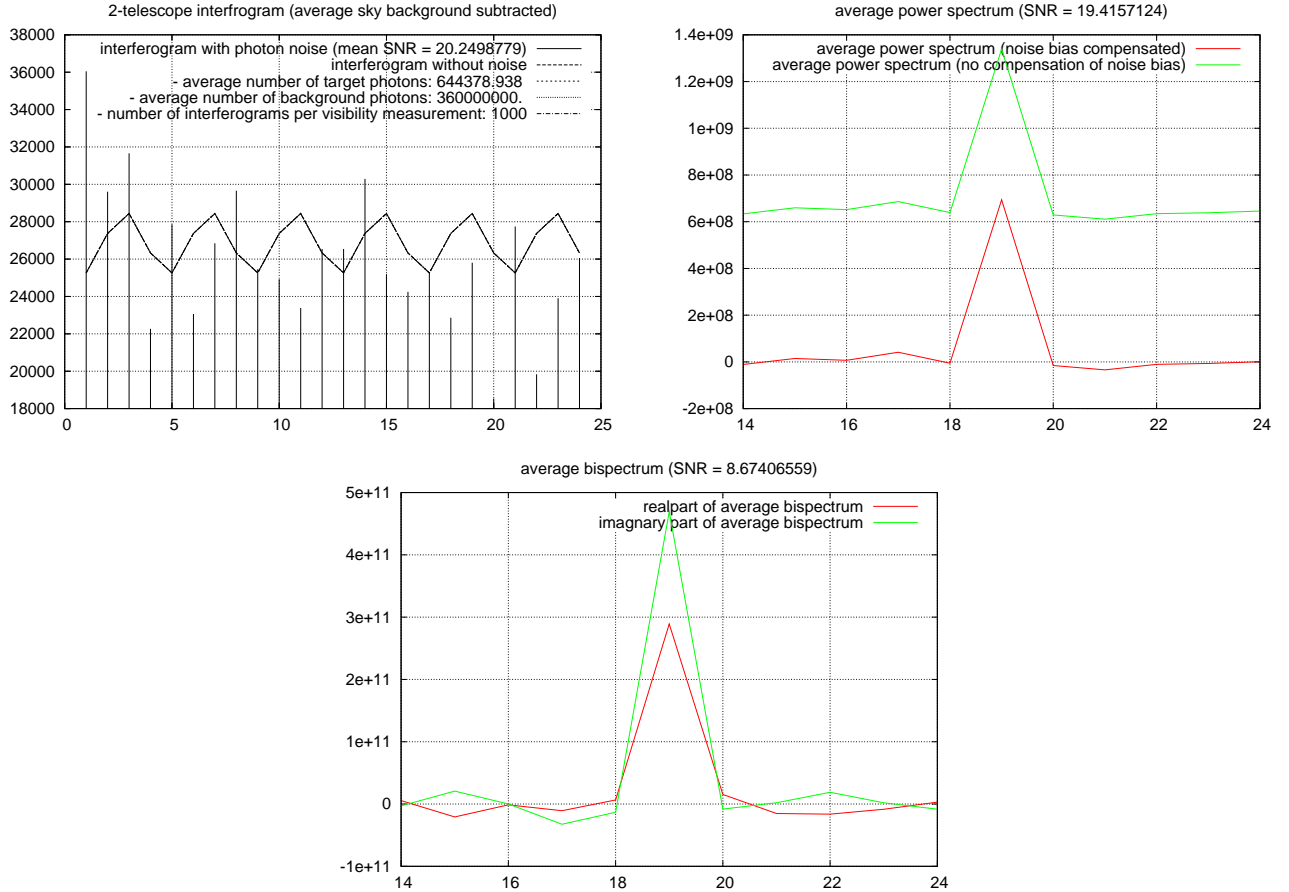 2-telescope interfrogram (average sky background subtracted)
38000
36000
34000
32000
30000
28000
26000
24000
22000
20000
18000
0
5
10
15
20
25
interferogram with photon noise (mean SNR = 20.2498779)
interferogram without noise
- average number of target photons: 644378.938
- average number of background photons: 360000000.
- number of interferograms per visibility measurement: 1000
average power spectrum (SNR = 19.4157124)
1.4e+09
1.2e+09
1e+09
8e+08
6e+08
4e+08
2e+08
0
-2e+08
14
16
18
20
22
24
average power spectrum (noise bias compensated)
average power spectrum (no compensation of noise bias)
average bispectrum (SNR = 8.67406559)
5e+11
4e+11
3e+11
2e+11
1e+11
0
-1e+11
14
16
18
20
22
24
realpart of average bispectrum
imagnary part of average bispectrum